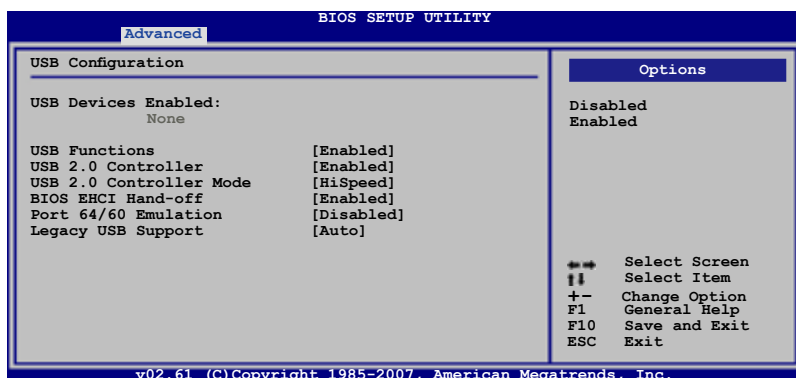 BIOS SETUP UTILITY
Advanced
USB Configuration
USB Devices Enabled:
None
USB Functions [Enabled]
USB 2.0 Controller [Enabled]
USB 2.0 Controller Mode [HiSpeed]
BIOS EHCI Hand-off [Enabled]
Port 64/60 Emulation [Disabled]
Legacy USB Support [Auto]
Options
Disabled
Enabled
←→ Select Screen
↑↓ Select Item
+- Change Option
F1 General Help
F10 Save and Exit
ESC Exit
v02.61 (C)Copyright 1985-2007, American Megatrends, Inc.